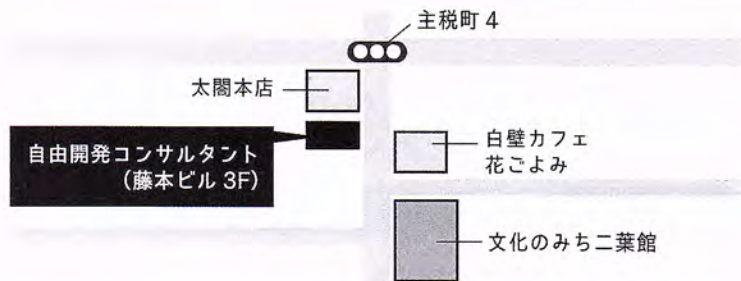 主税町 4
太閤本店
自由開発コンサルタント
(藤本ビル 3F)
白壁カフェ
花ごよみ
文化のみち二葉館